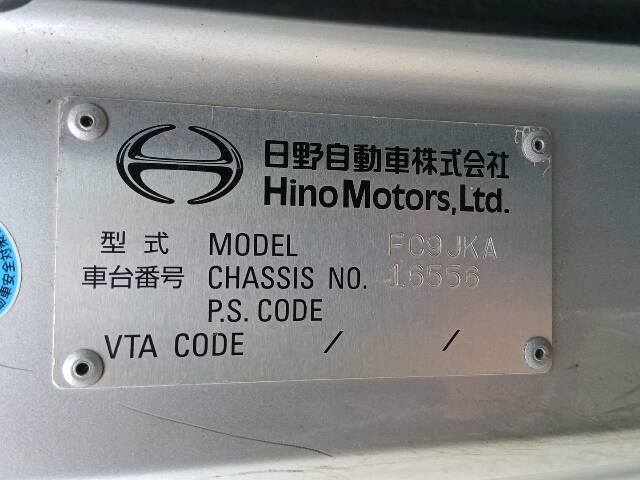 日野自動車株式会社
Hino Motors, Ltd.
型式 MODEL FC9JKA
車台番号 CHASSIS NO. 16556
P.S. CODE
VTA CODE / /